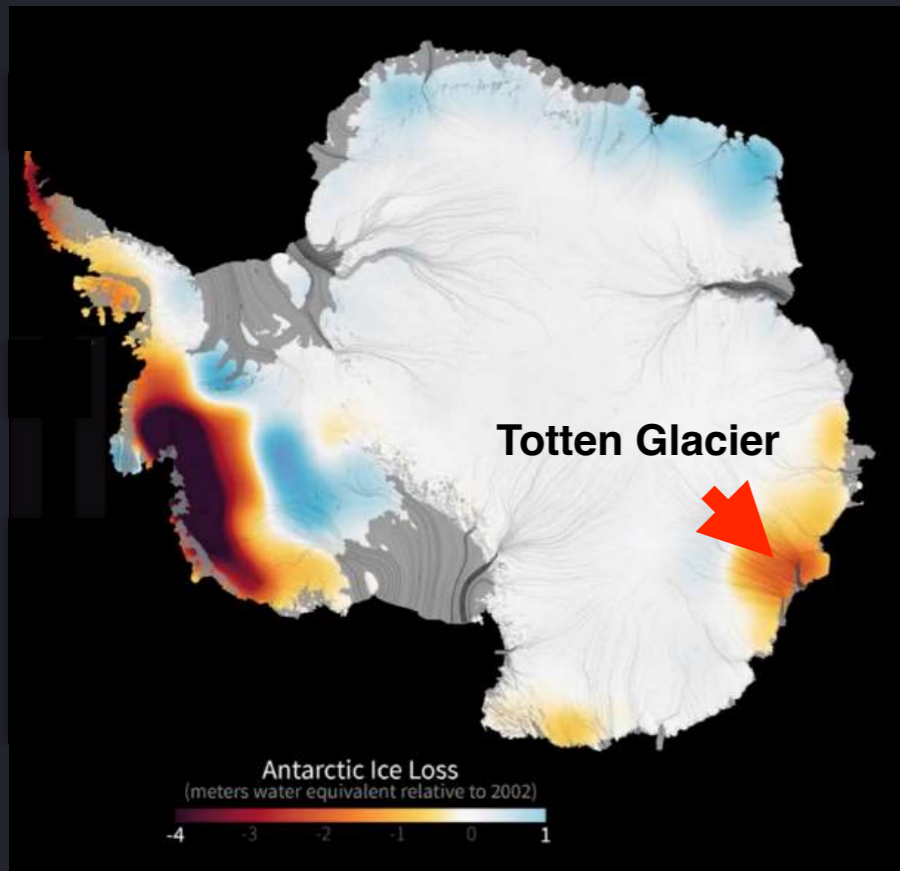 Totten Glacier
Antarctic Ice Loss
(meters water equivalent relative to 2002)
-4 -3 -2 -1 0 1